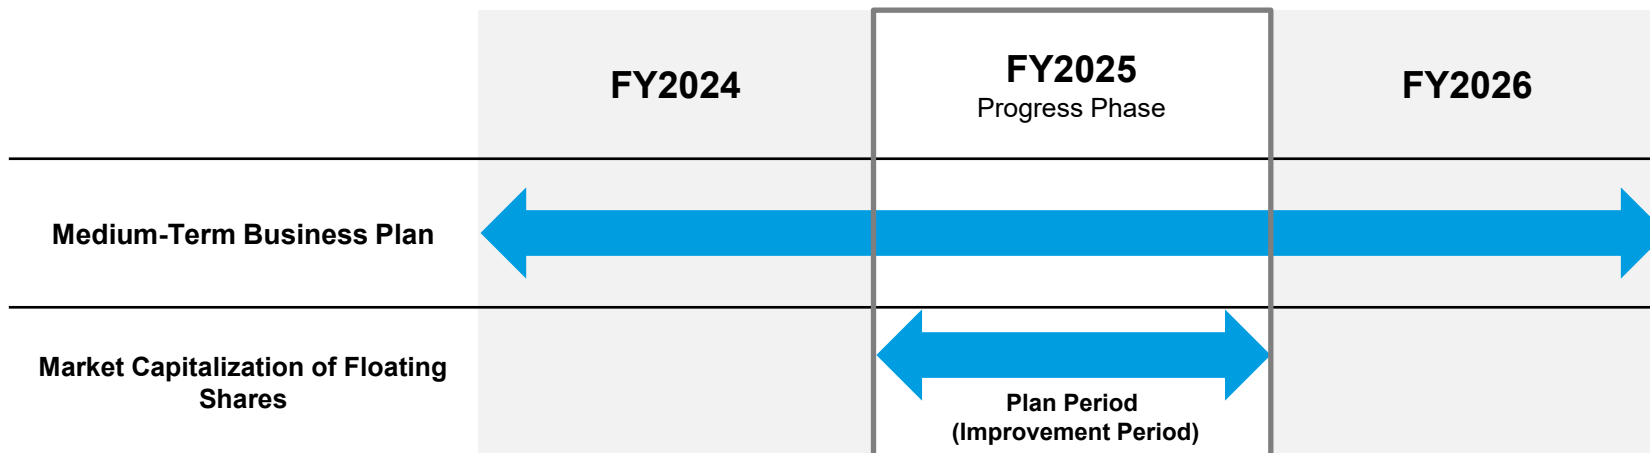 FY2024
FY2025
Progress Phase
FY2026
Medium-Term Business Plan
Market Capitalization of Floating
Shares
Plan Period
(Improvement Period)